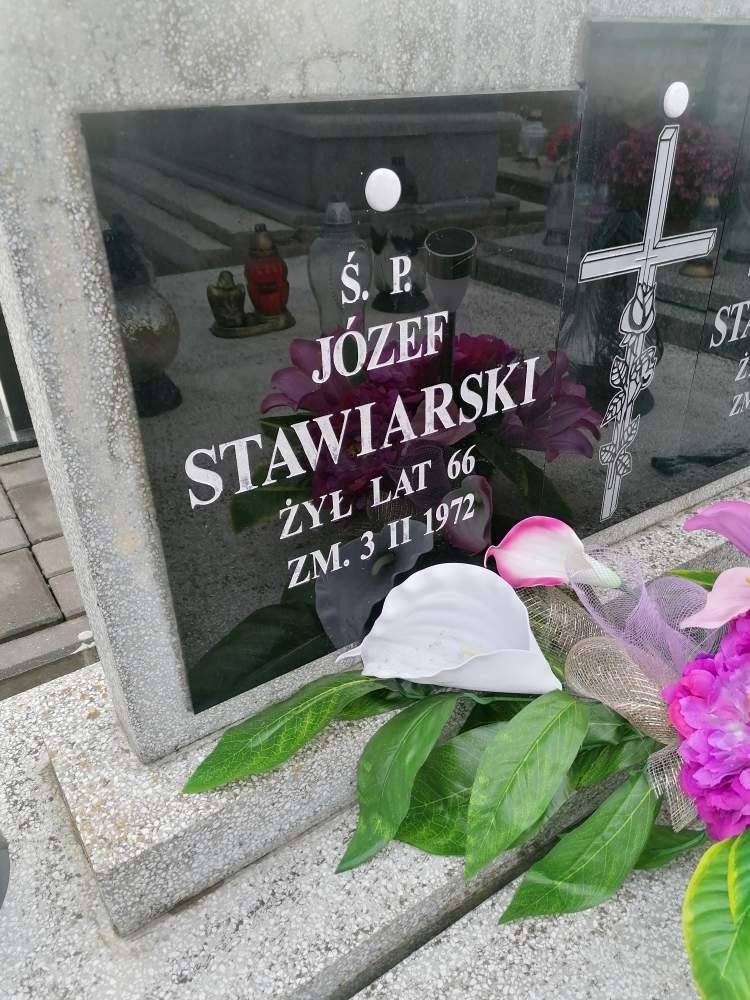 Ś. P.
JÓZEF
STAWIARSKI
ŻYŁ LAT 66
ZM. 3 II 1972